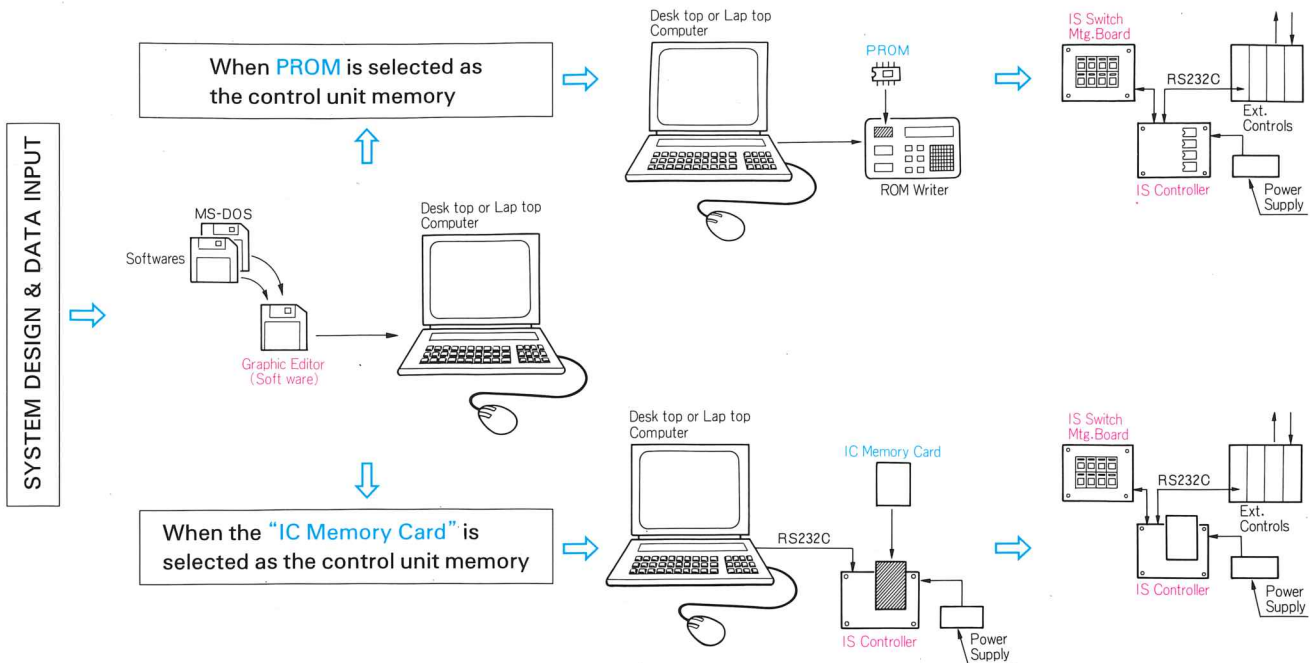 SYSTEM DESIGN & DATA INPUT
When PROM is selected as
the control unit memory
Desk top or Lap top
Computer
PROM
ROM Writer
IS Switch
Mtg.Board
RS232C
Ext.
Controls
IS Controller
Power
Supply
MS-DOS
Softwares
Graphic Editor
(Soft ware)
Desk top or Lap top
Computer
When the “IC Memory Card” is
selected as the control unit memory
Desk top or Lap top
Computer
RS232C
IC Memory Card
IS Controller
Power
Supply
IS Switch
Mtg.Board
RS232C
Ext.
Controls
IS Controller
Power
Supply